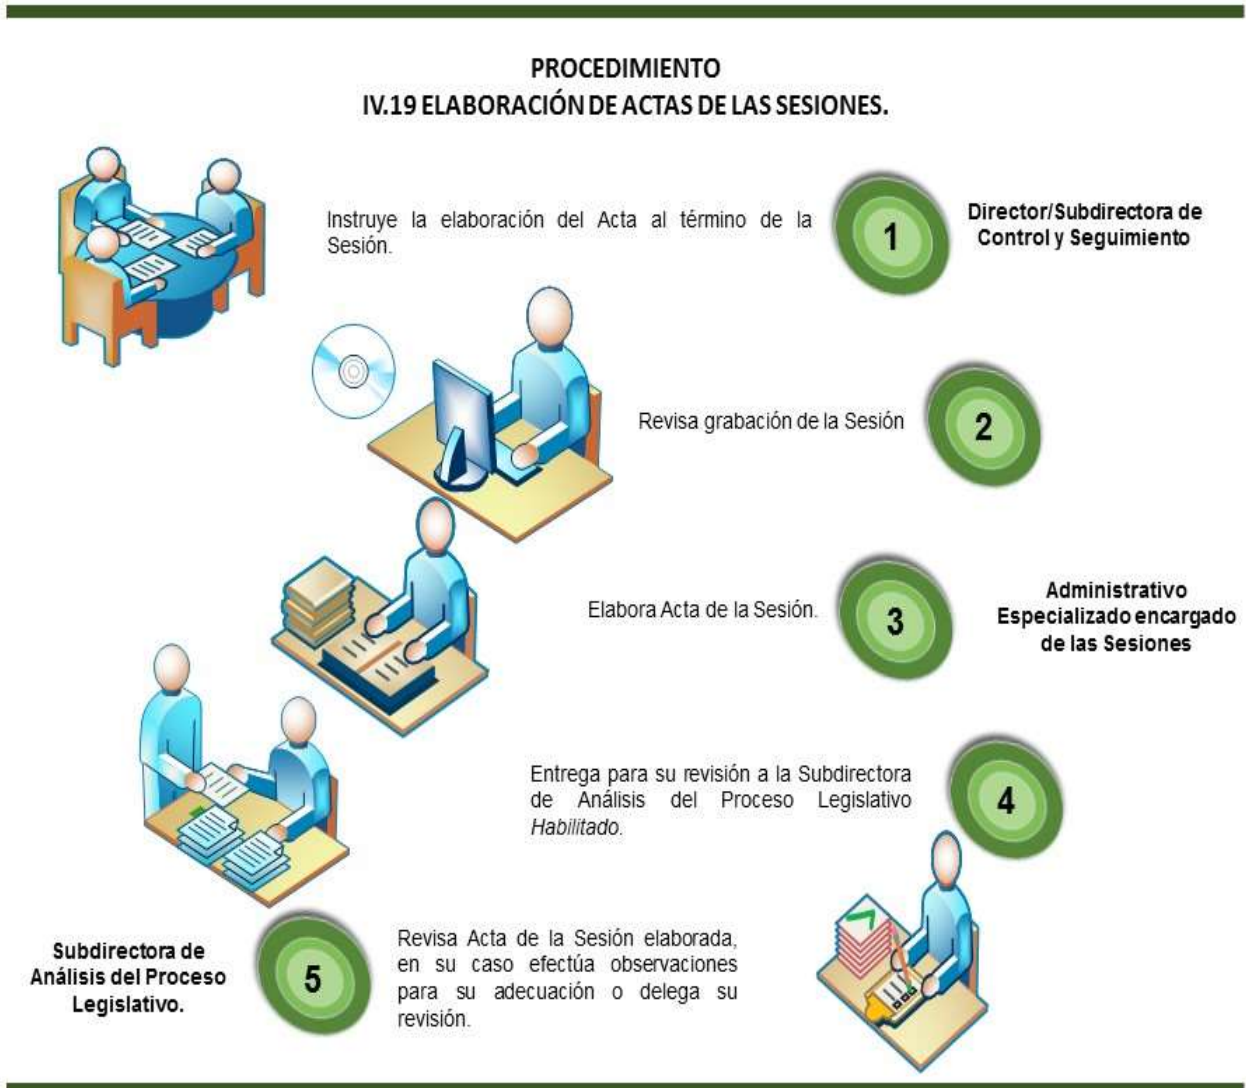 PROCEDIMIENTO
IV.19 ELABORACIÓN DE ACTAS DE LAS SESIONES.
Instruye la elaboración del Acta al término de la
Sesión.
1
Director/Subdirectora de
Control y Seguimiento
Revisa grabación de la Sesión
2
Elabora Acta de la Sesión.
3
Administrativo
Especializado encargado
de las Sesiones
Entrega para su revisión a la Subdirectora
de Análisis del Proceso Legislativo
Habilitado.
4
Subdirectora de
Análisis del Proceso
Legislativo.
5
Revisa Acta de la Sesión elaborada,
en su caso efectúa observaciones
para su adecuación o delega su
revisión.